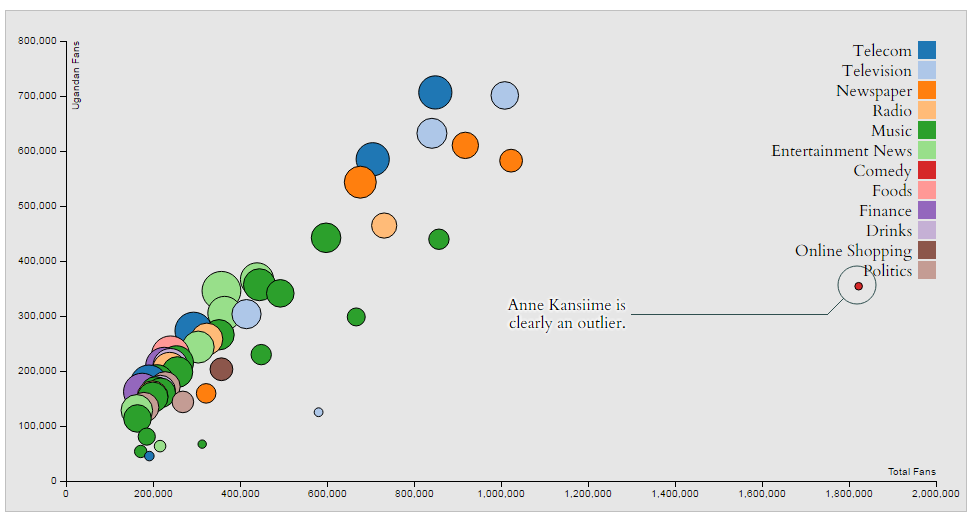 800,000
Ugandan Fans
700,000
600,000
500,000
400,000
300,000
200,000
100,000
0
Telecom
Television
Newspaper
Radio
Music
Entertainment News
Comedy
Foods
Finance
Drinks
Online Shopping
Politics
Anne Kansiime is
clearly an outlier.
Total Fans
0
200,000
400,000
600,000
800,000
1,000,000
1,200,000
1,400,000
1,600,000
1,800,000
2,000,000